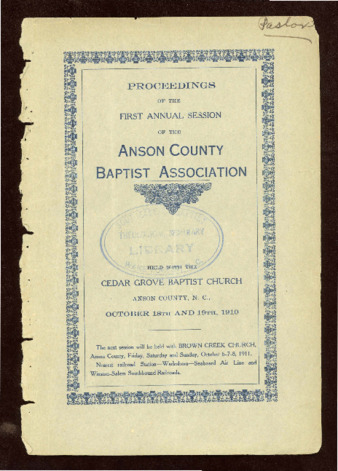 Pastor
PROCEEDINGS
OF THE
FIRST ANNUAL SESSION
OF THE
ANSON COUNTY
BAPTIST ASSOCIATION
LIBRARY
HELD WITH THE
CEDAR GROVE BAPTIST CHURCH
ANSON COUNTY, N. C.,
OCTOBER 18TH AND 19TH, 1910
The next session will be held with BROWN CREEK CHURCH,
Anson County, Friday, Saturday and Sunday, October 6-7-8, 1911.
Nearest railroad Station—Wadesboro—Seaboard Air Line and
Winston-Salem Southbound Railroads.